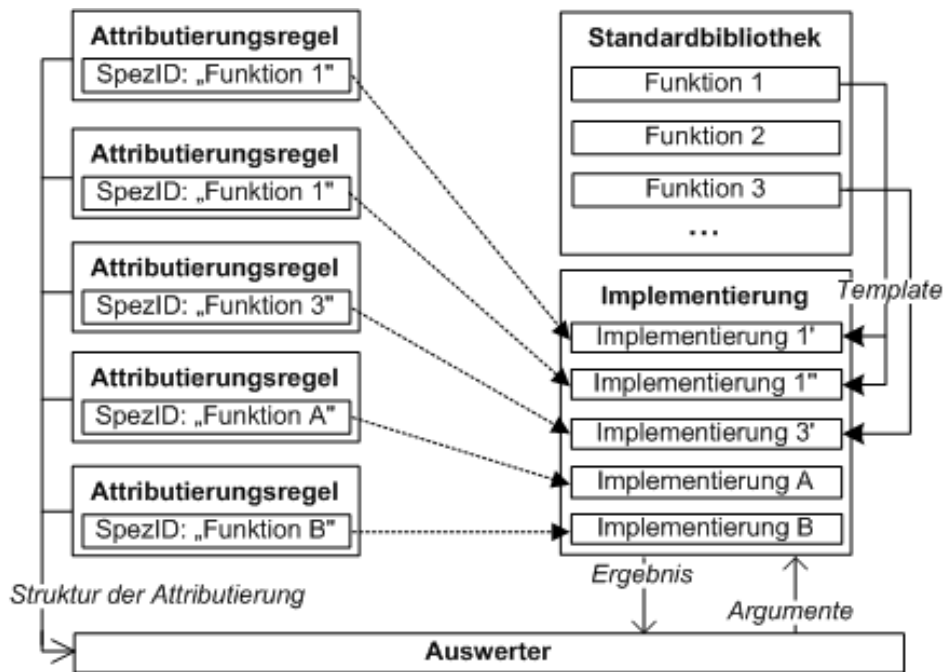 Attributierungsregel
SpezID: „Funktion 1"
Attributierungsregel
SpezID: „Funktion 1"
Attributierungsregel
SpezID: „Funktion 3"
Attributierungsregel
SpezID: „Funktion A"
Attributierungsregel
SpezID: „Funktion B"
Struktur der Attributierung
Standardbibliothek
Funktion 1
Funktion 2
Funktion 3
...
Template
Implementierung
Implementierung 1'
Implementierung 1"
Implementierung 3'
Implementierung A
Implementierung B
Ergebnis
Argumente
Auswerter